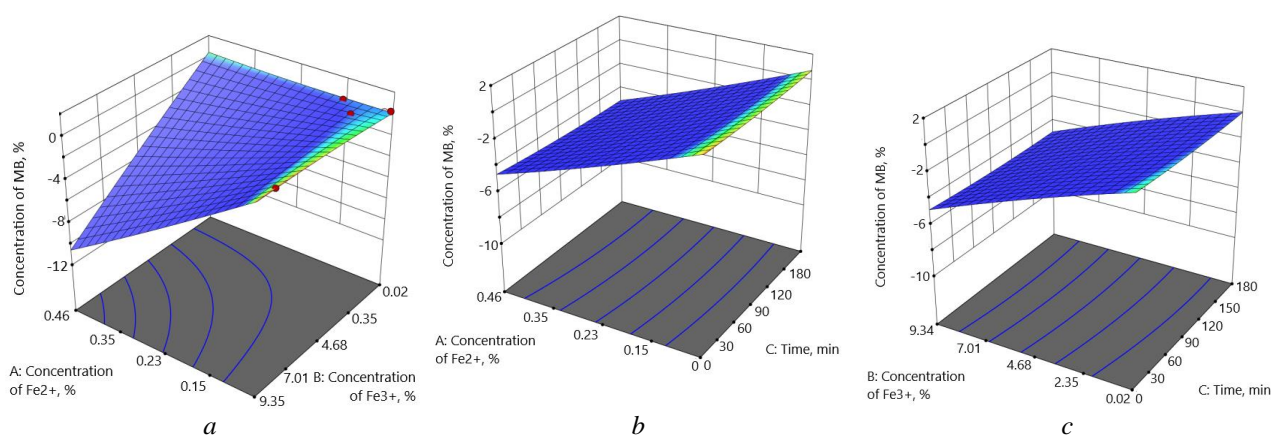 0
-4
-8
-12
Concentration of MB, %
0.46
0.35
0.23
0.15
9.35
7.01
4.68
0.35
0.02
A: Concentration
of Fe2+, %
B: Concentration
of Fe3+, %
a
2
-2
-6
-10
Concentration of MB, %
0.46
0.35
0.23
0.15
0
0
30
60
90
120
180
A: Concentration
of Fe2+, %
C: Time, min
b
2
-2
-6
-10
Concentration of MB, %
9.34
7.01
4.68
2.35
0.02
0
30
60
90
120
150
180
B: Concentration
of Fe3+, %
C: Time, min
c